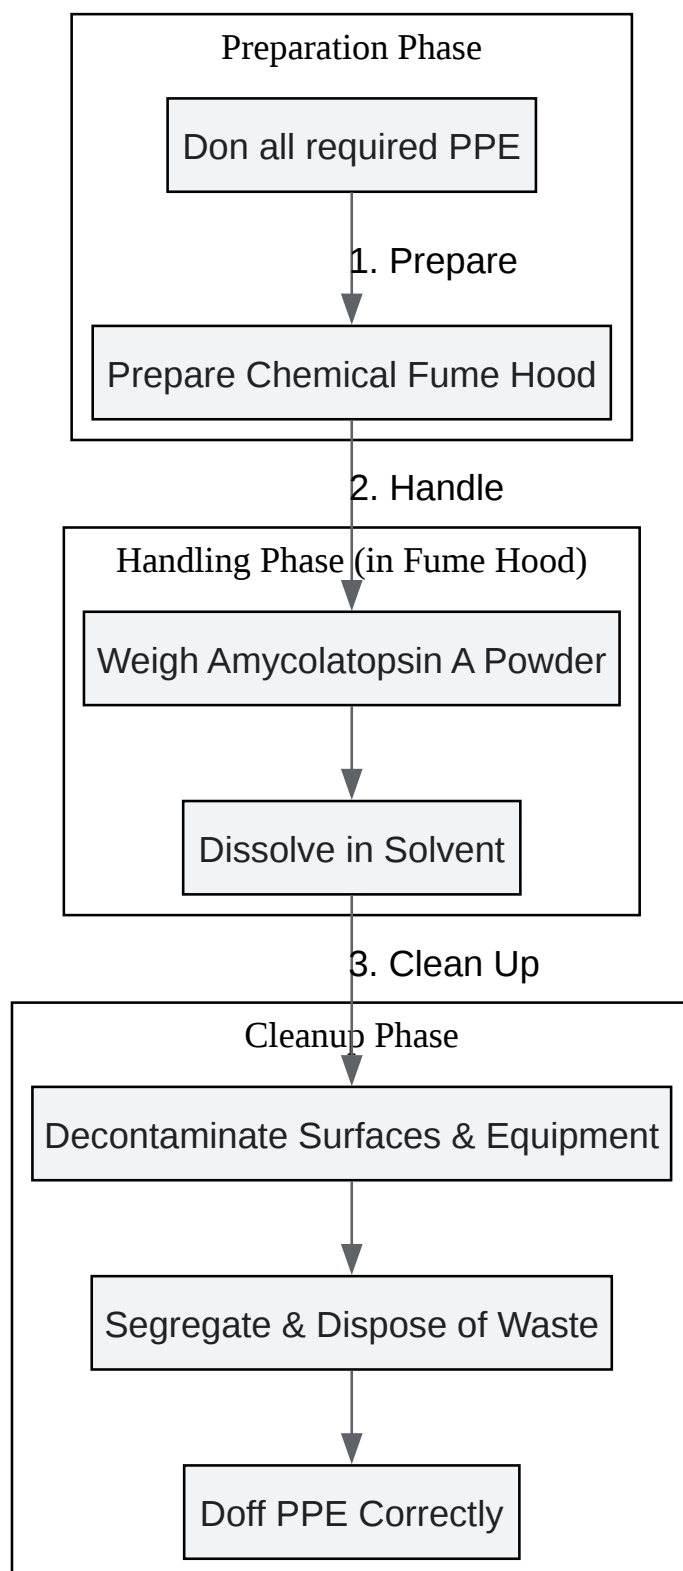 Preparation Phase
Don all required PPE
1. Prepare
Prepare Chemical Fume Hood
2. Handle
Handling Phase (in Fume Hood)
Weigh Amycolatopsin A Powder
Dissolve in Solvent
3. Clean Up
Cleanup Phase
Decontaminate Surfaces & Equipment
Segregate & Dispose of Waste
Doff PPE Correctly